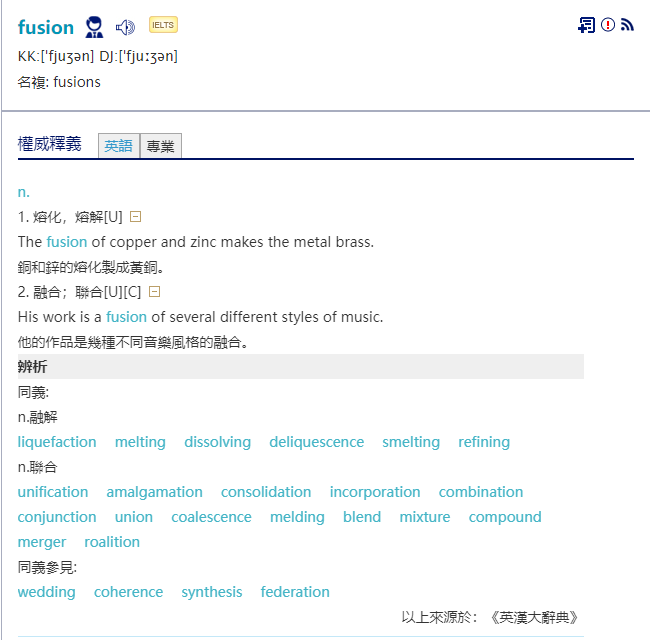 fusion IELTS
KK:[ˈfjuʒən] DJ:[ˈfjuːʒən]
名複: fusions
權威釋義 英語 專業
n.
1. 熔化，熔解[U]
The fusion of copper and zinc makes the metal brass.
銅和鋅的熔化製成黃銅。
2. 融合；聯合[U][C]
His work is a fusion of several different styles of music.
他的作品是幾種不同音樂風格的融合。
辨析
同義:
n.融解
liquefaction melting dissolving deliquescence smelting refining
n.聯合
unification amalgamation consolidation incorporation combination
conjunction union coalescence melding blend mixture compound
merger roalition
同義參見:
wedding coherence synthesis federation
以上來源於：《英漢大辭典》